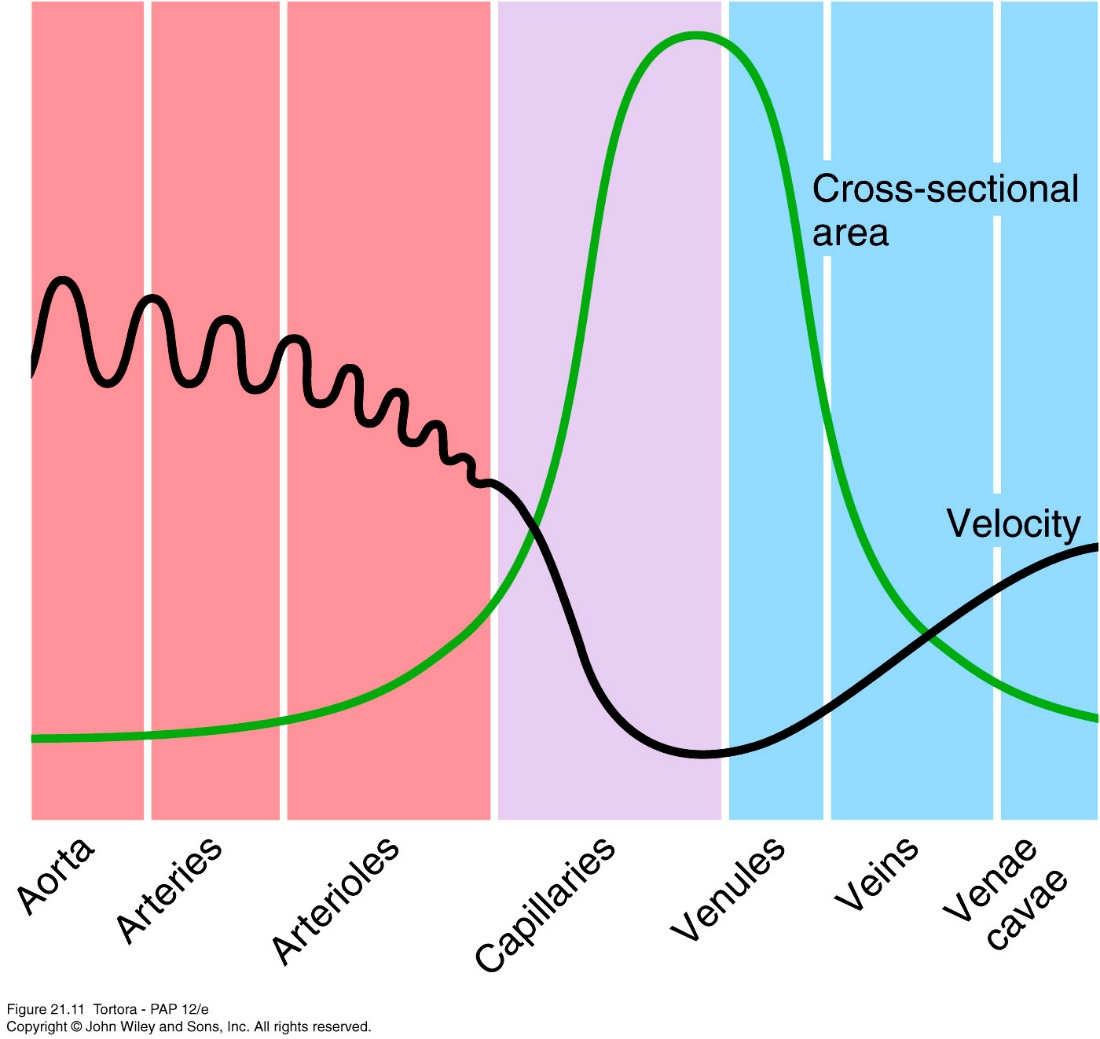 Cross-sectional
area
Velocity
Aorta
Arteries
Arterioles
Capillaries
Venules
Veins
Venae
cavae
Figure 21.11 Tortora - PAP 12/e
Copyright © John Wiley and Sons, Inc. All rights reserved.